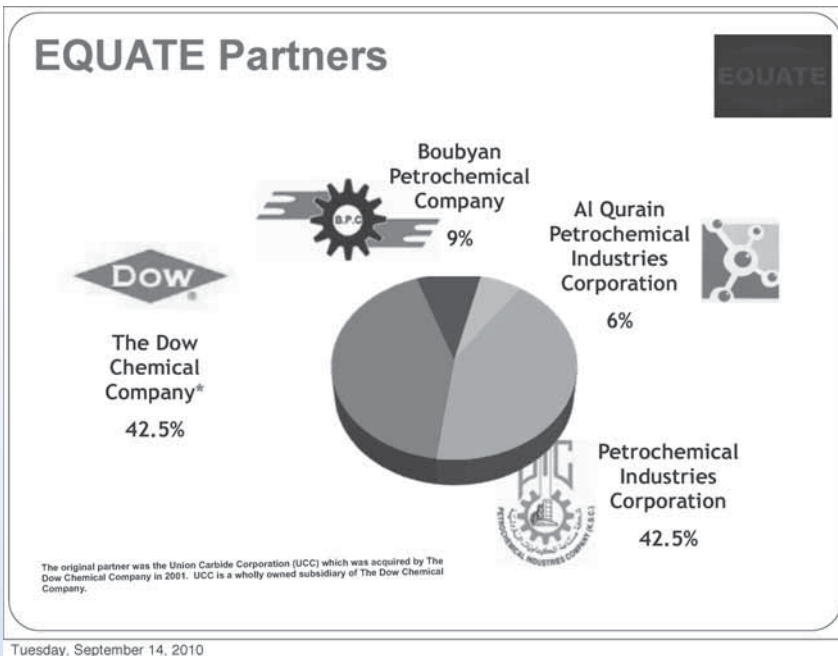 EQUATE Partners
EQUATE
Boubyan
Petrochemical
Company
9%
B.P.C
Al Qurain
Petrochemical
Industries
Corporation
6%
DOW
®
The Dow
Chemical
Company*
42.5%
Petrochemical
Industries
Corporation
42.5%
PIC
PETROCHEMICAL INDUSTRIES COMPANY (K.S.C.)
The original partner was the Union Carbide Corporation (UCC) which was acquired by The
Dow Chemical Company in 2001. UCC is a wholly owned subsidiary of The Dow Chemical
Company.
Tuesday, September 14, 2010